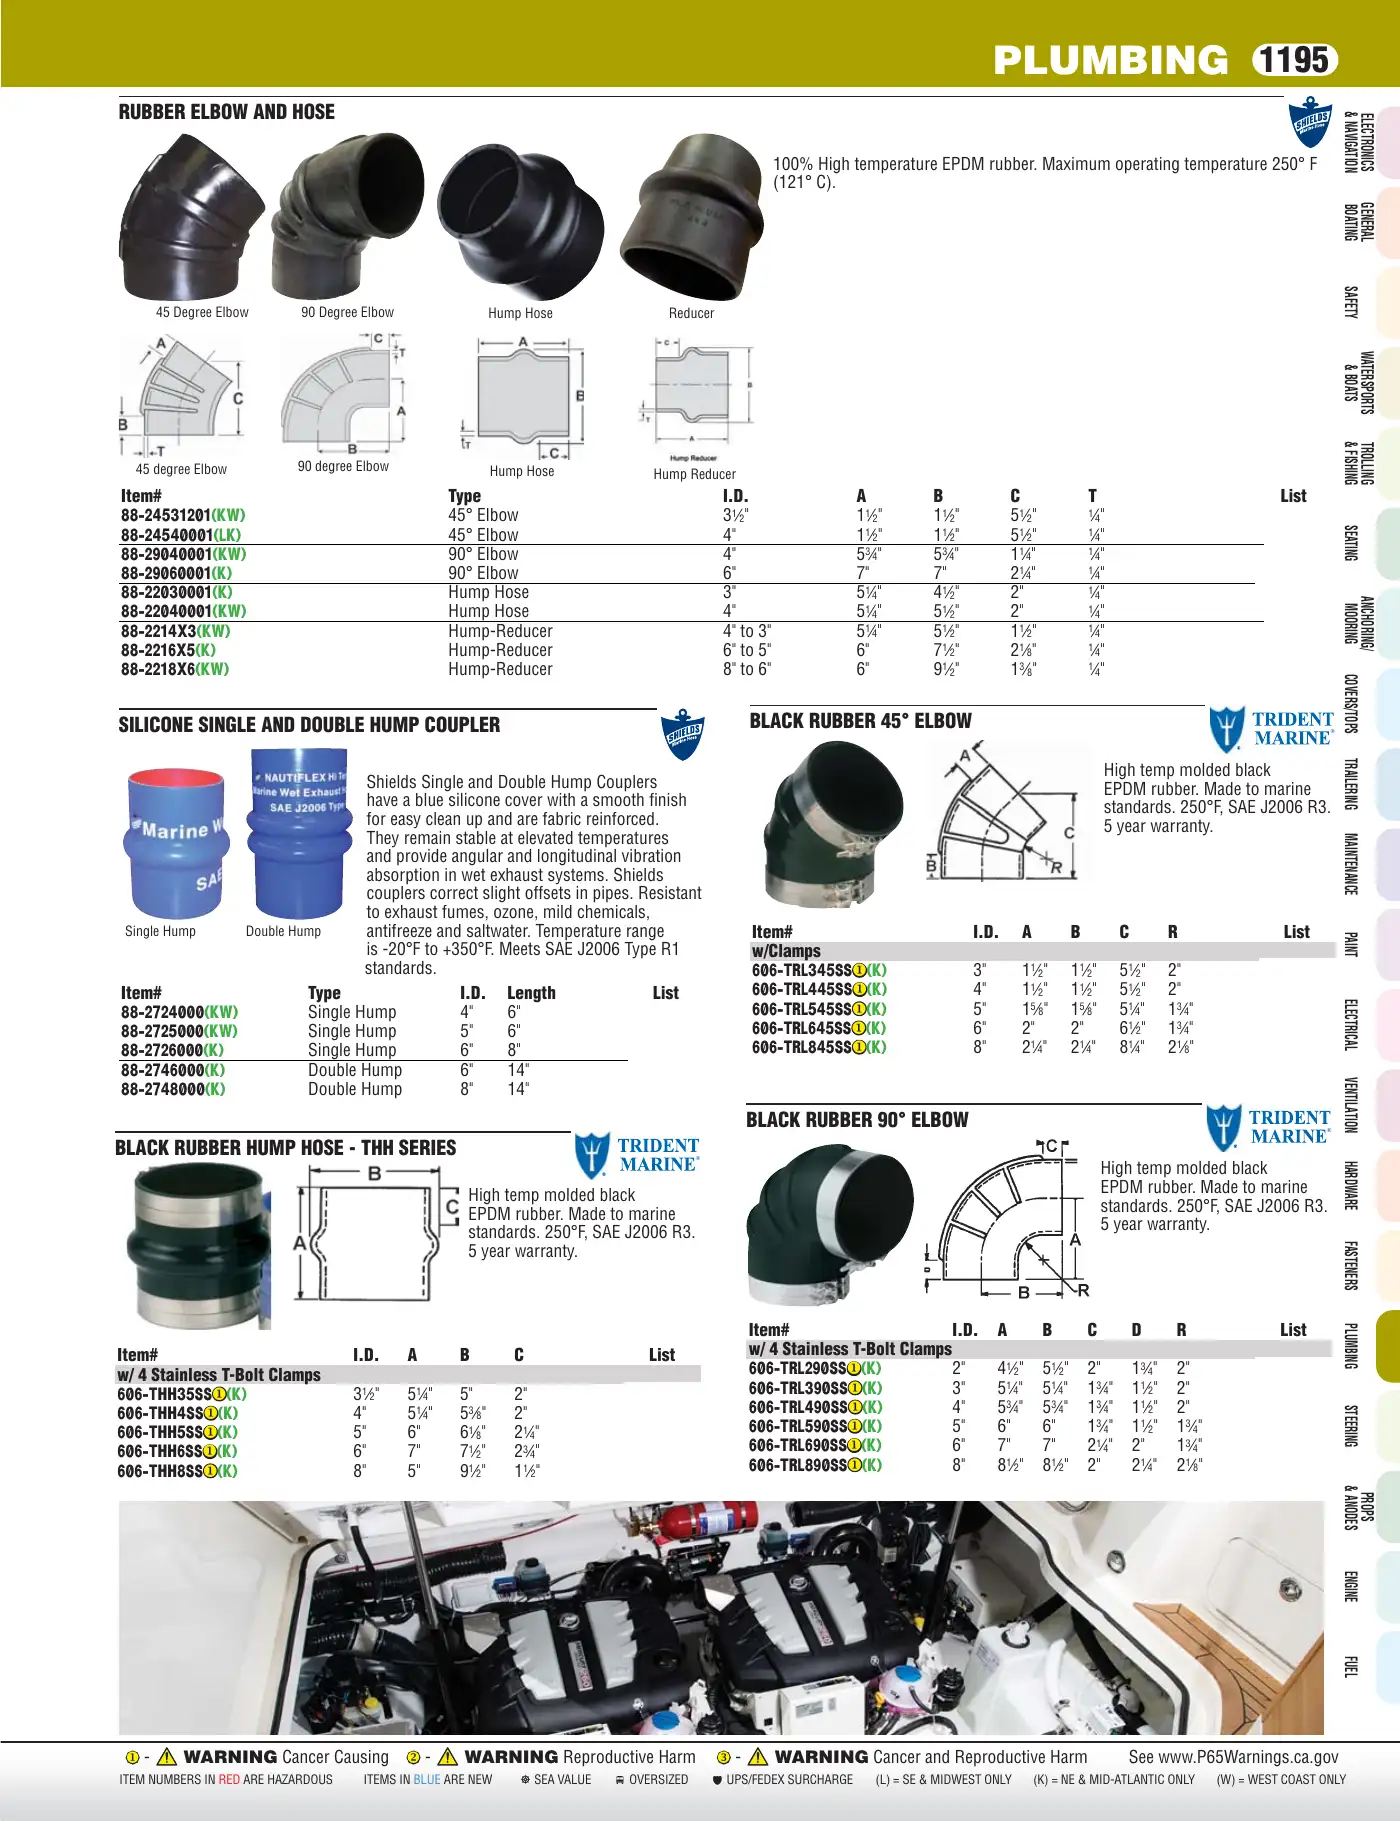 PLUMBING 1195
RUBBER ELBOW AND HOSE
SHIELDS
100% High temperature EPDM rubber. Maximum operating temperature 250° F
(121° C).
45 Degree Elbow 90 Degree Elbow Hump Hose Reducer
A B C T
C T A B
A B T C
C B T A
Hump Reducer
45 degree Elbow 90 degree Elbow Hump Hose Hump Reducer
Item# Type I.D. A B C T List
88-24531201(KW) 45° Elbow 3½" 1½" 1½" 5½" ¼"
88-24540001(LK) 45° Elbow 4" 1½" 1½" 5½" ¼"
88-29040001(KW) 90° Elbow 4" 5¾" 5¾" 1¼" ¼"
88-29060001(K) 90° Elbow 6" 7" 7" 2¼" ¼"
88-22030001(K) Hump Hose 3" 5¼" 4½" 2" ¼"
88-22040001(KW) Hump Hose 4" 5¼" 5½" 2" ¼"
88-2214X3(KW) Hump-Reducer 4" to 3" 5¼" 5½" 1½" ¼"
88-2216X5(K) Hump-Reducer 6" to 5" 6" 7½" 2⅛" ¼"
88-2218X6(KW) Hump-Reducer 8" to 6" 6" 9½" 1⅜" ¼"
SILICONE SINGLE AND DOUBLE HUMP COUPLER
SHIELDS
Marine W
SAE
NAUTIFLEX Hi Te
Marine Wet Exhaust H
SAE J2006 Type
Single Hump Double Hump
Shields Single and Double Hump Couplers
have a blue silicone cover with a smooth finish
for easy clean up and are fabric reinforced.
They remain stable at elevated temperatures
and provide angular and longitudinal vibration
absorption in wet exhaust systems. Shields
couplers correct slight offsets in pipes. Resistant
to exhaust fumes, ozone, mild chemicals,
antifreeze and saltwater. Temperature range
is -20°F to +350°F. Meets SAE J2006 Type R1
standards.
Item# Type I.D. Length List
88-2724000(KW) Single Hump 4" 6"
88-2725000(KW) Single Hump 5" 6"
88-2726000(K) Single Hump 6" 8"
88-2746000(K) Double Hump 6" 14"
88-2748000(K) Double Hump 8" 14"
BLACK RUBBER HUMP HOSE - THH SERIES
TRIDENT
MARINE®
B A C
High temp molded black
EPDM rubber. Made to marine
standards. 250°F, SAE J2006 R3.
5 year warranty.
Item# I.D. A B C List
w/ 4 Stainless T-Bolt Clamps
606-THH35SS①(K) 3½" 5¼" 5" 2"
606-THH4SS①(K) 4" 5¼" 5⅜" 2"
606-THH5SS①(K) 5" 6" 6⅛" 2¼"
606-THH6SS①(K) 6" 7" 7½" 2¾"
606-THH8SS①(K) 8" 5" 9½" 1½"
BLACK RUBBER 45° ELBOW
TRIDENT
MARINE®
A B C R
High temp molded black
EPDM rubber. Made to marine
standards. 250°F, SAE J2006 R3.
5 year warranty.
Item# I.D. A B C R List
w/Clamps
606-TRL345SS①(K) 3" 1½" 1½" 5½" 2"
606-TRL445SS①(K) 4" 1½" 1½" 5½" 2"
606-TRL545SS①(K) 5" 1⅝" 1⅝" 5¼" 1¾"
606-TRL645SS①(K) 6" 2" 2" 6½" 1¾"
606-TRL845SS①(K) 8" 2¼" 2¼" 8¼" 2⅛"
BLACK RUBBER 90° ELBOW
TRIDENT
MARINE®
C A D B R
High temp molded black
EPDM rubber. Made to marine
standards. 250°F, SAE J2006 R3.
5 year warranty.
Item# I.D. A B C D R List
w/ 4 Stainless T-Bolt Clamps
606-TRL290SS①(K) 2" 4½" 5½" 2" 1¾" 2"
606-TRL390SS①(K) 3" 5¼" 5¼" 1¾" 1½" 2"
606-TRL490SS①(K) 4" 5¾" 5¾" 1¾" 1½" 2"
606-TRL590SS①(K) 5" 6" 6" 1¾" 1½" 1¾"
606-TRL690SS①(K) 6" 7" 7" 2¼" 2" 1¾"
606-TRL890SS①(K) 8" 8½" 8½" 2" 2¼" 2⅛"
ELECTRONICS
& NAVIGATION
GENERAL
BOATING
SAFETY
WATERSPORTS
& BOATS
TROLLING
& FISHING
SEATING
ANCHORING/
MOORING
COVERS/TOPS
TRAILERING
MAINTENANCE
PAINT
ELECTRICAL
VENTILATION
HARDWARE
FASTENERS
PLUMBING
STEERING
PROPS
& ANODES
ENGINE
FUEL
① - WARNING Cancer Causing ② - WARNING Reproductive Harm ③ - WARNING Cancer and Reproductive Harm See www.P65Warnings.ca.gov
ITEM NUMBERS IN RED ARE HAZARDOUS ITEMS IN BLUE ARE NEW SEA VALUE OVERSIZED UPS/FEDEX SURCHARGE (L) = SE & MIDWEST ONLY (K) = NE & MID-ATLANTIC ONLY (W) = WEST COAST ONLY